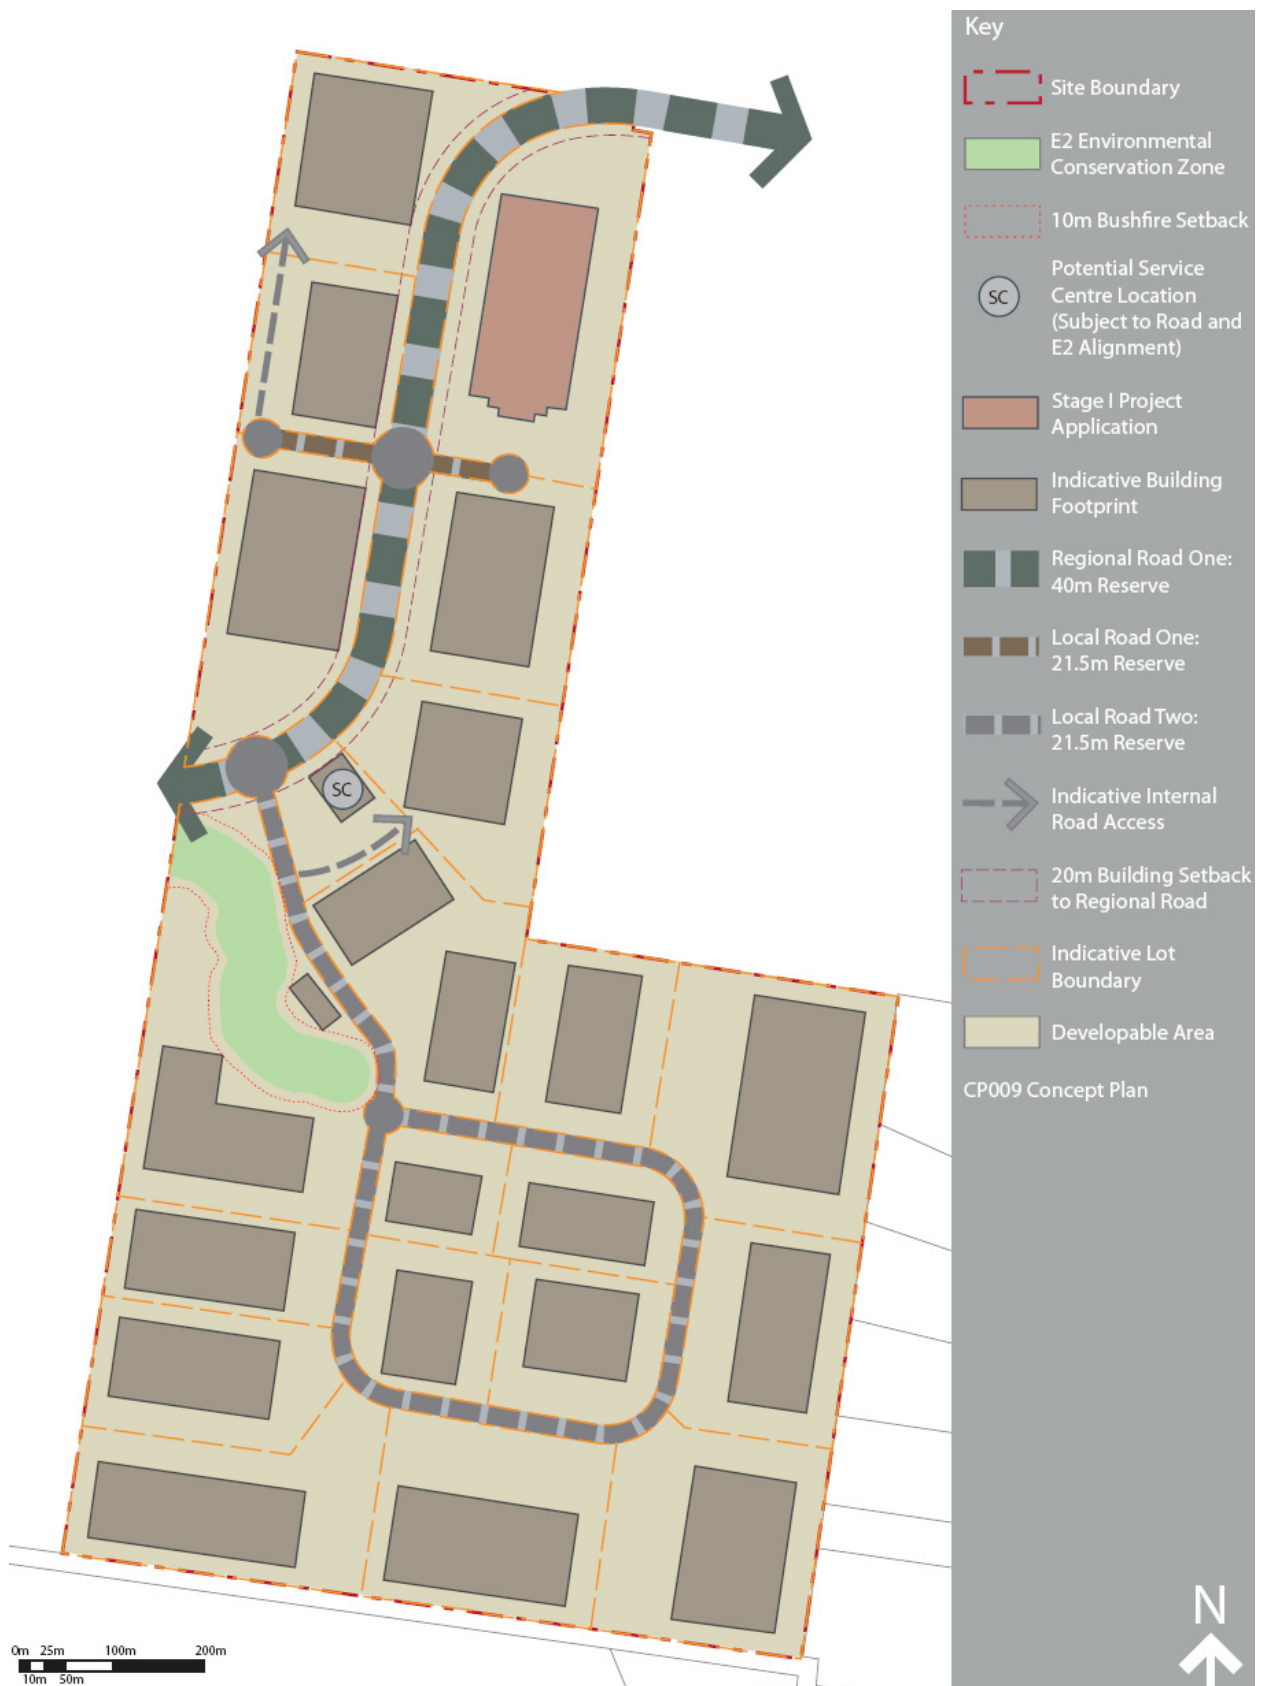 Key
Site Boundary
E2 Environmental
Conservation Zone
10m Bushfire Setback
SC
Potential Service
Centre Location
(Subject to Road and
E2 Alignment)
Stage I Project
Application
Indicative Building
Footprint
Regional Road One:
40m Reserve
Local Road One:
21.5m Reserve
Local Road Two:
21.5m Reserve
Indicative Internal
Road Access
20m Building Setback
to Regional Road
Indicative Lot
Boundary
Developable Area
CP009 Concept Plan
SC
0m 25m 100m 200m
10m 50m
N